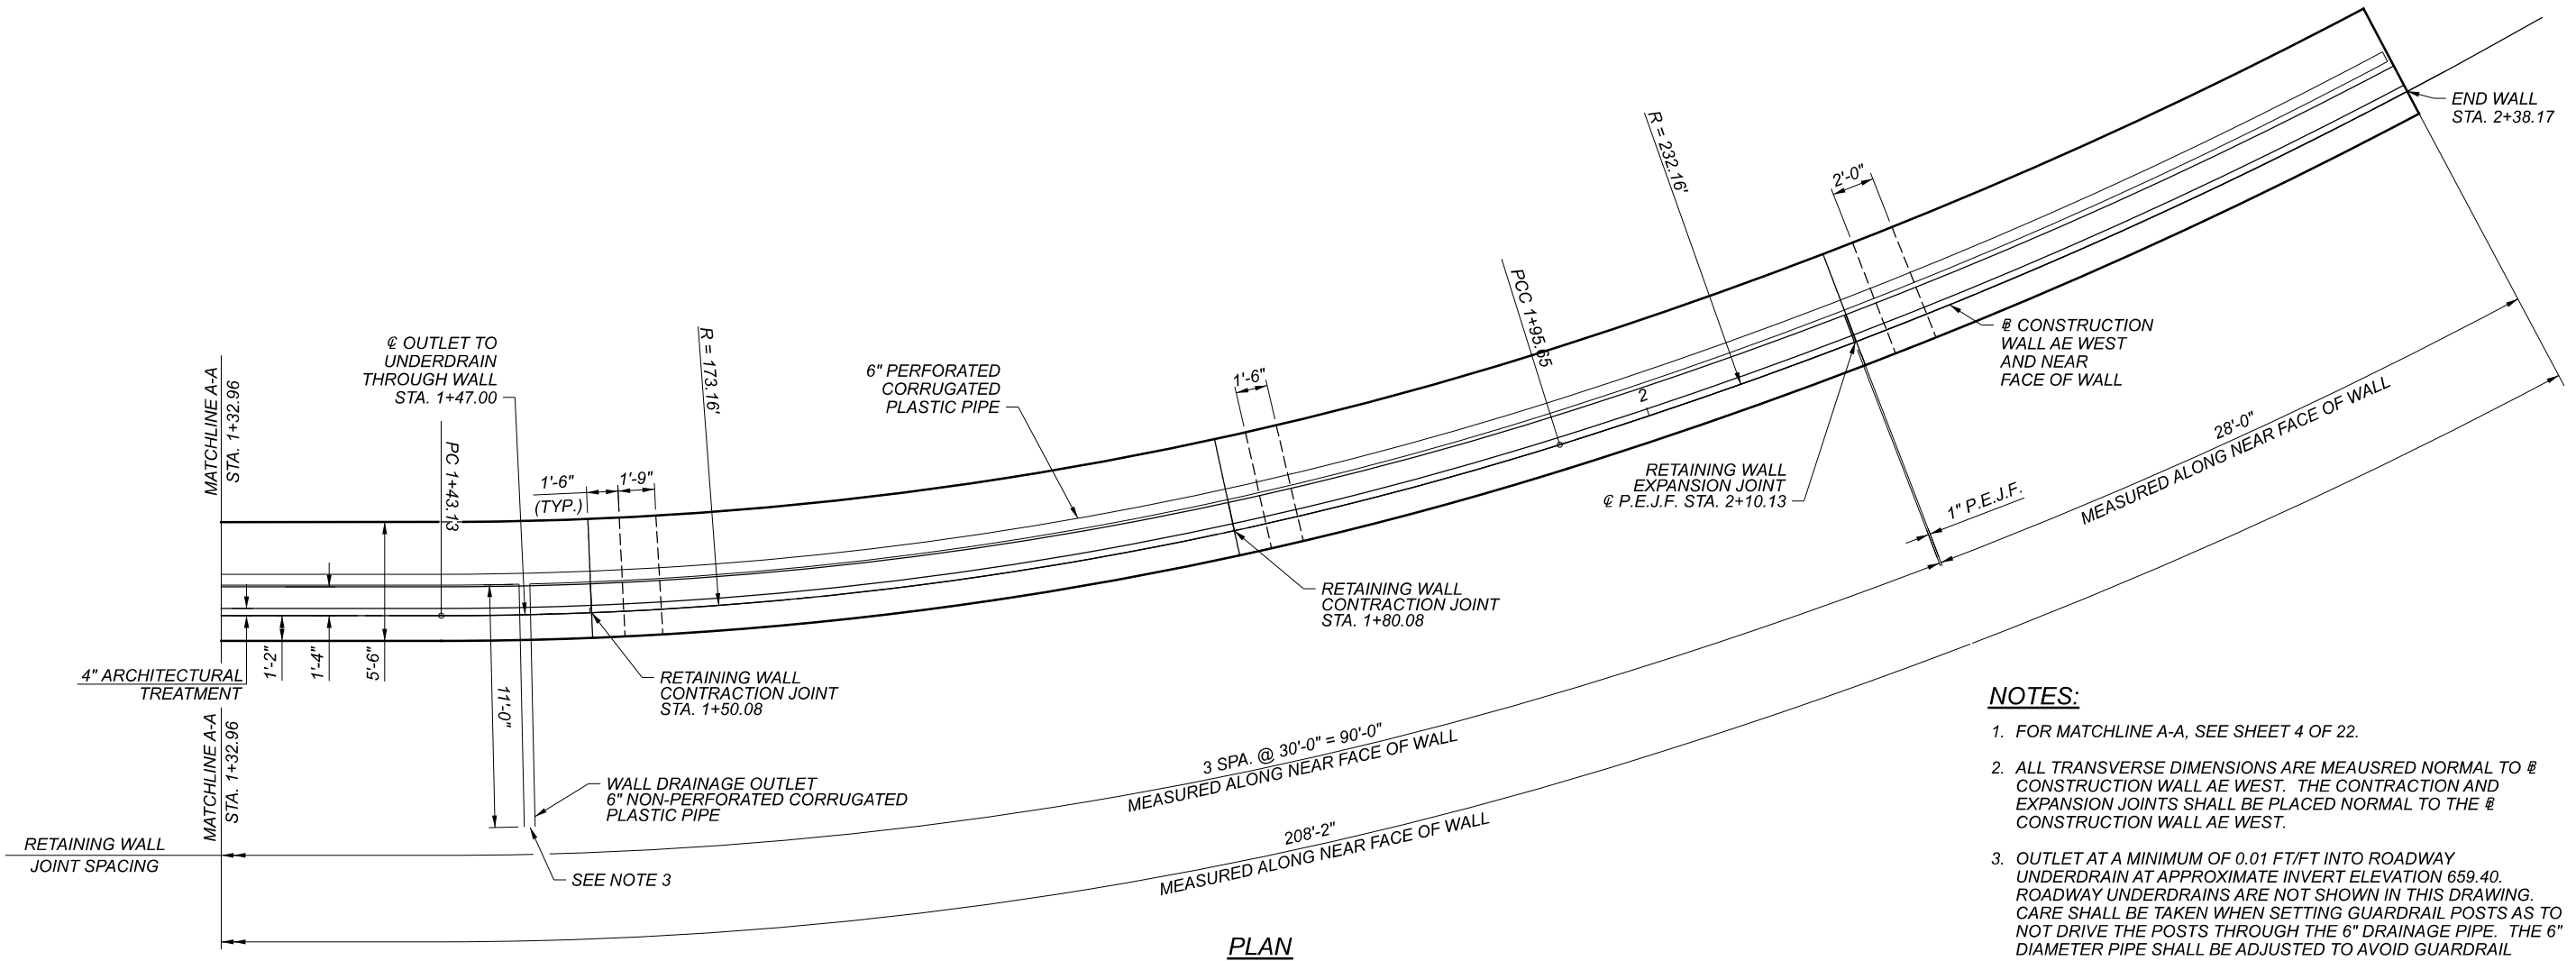 END WALL
STA. 2+38.17
R = 232.16'
2'-0"
PCC 1+95.65
℄ OUTLET TO
UNDERDRAIN
THROUGH WALL
STA. 1+47.00
R = 173.16'
6" PERFORATED
CORRUGATED
PLASTIC PIPE
1'-6"
2
℄ CONSTRUCTION
WALL AE WEST
AND NEAR
FACE OF WALL
MATCHLINE A-A
STA. 1+32.96
PC 1+43.13
1'-6"
(TYP.)
1'-9"
RETAINING WALL
EXPANSION JOINT
℄ P.E.J.F. STA. 2+10.13
1" P.E.J.F.
28'-0"
MEASURED ALONG NEAR FACE OF WALL
RETAINING WALL
CONTRACTION JOINT
STA. 1+80.08
4" ARCHITECTURAL
TREATMENT
1'-2"
1'-4"
5'-6"
11'-0"
RETAINING WALL
CONTRACTION JOINT
STA. 1+50.08
MATCHLINE A-A
STA. 1+32.96
3 SPA. @ 30'-0" = 90'-0"
MEASURED ALONG NEAR FACE OF WALL
WALL DRAINAGE OUTLET
6" NON-PERFORATED CORRUGATED
PLASTIC PIPE
208'-2"
MEASURED ALONG NEAR FACE OF WALL
RETAINING WALL
JOINT SPACING
SEE NOTE 3
PLAN
NOTES:
1. FOR MATCHLINE A-A, SEE SHEET 4 OF 22.
2. ALL TRANSVERSE DIMENSIONS ARE MEAUSRED NORMAL TO ℄
CONSTRUCTION WALL AE WEST. THE CONTRACTION AND
EXPANSION JOINTS SHALL BE PLACED NORMAL TO THE ℄
CONSTRUCTION WALL AE WEST.
3. OUTLET AT A MINIMUM OF 0.01 FT/FT INTO ROADWAY
UNDERDRAIN AT APPROXIMATE INVERT ELEVATION 659.40.
ROADWAY UNDERDRAINS ARE NOT SHOWN IN THIS DRAWING.
CARE SHALL BE TAKEN WHEN SETTING GUARDRAIL POSTS AS TO
NOT DRIVE THE POSTS THROUGH THE 6" DRAINAGE PIPE. THE 6"
DIAMETER PIPE SHALL BE ADJUSTED TO AVOID GUARDRAIL